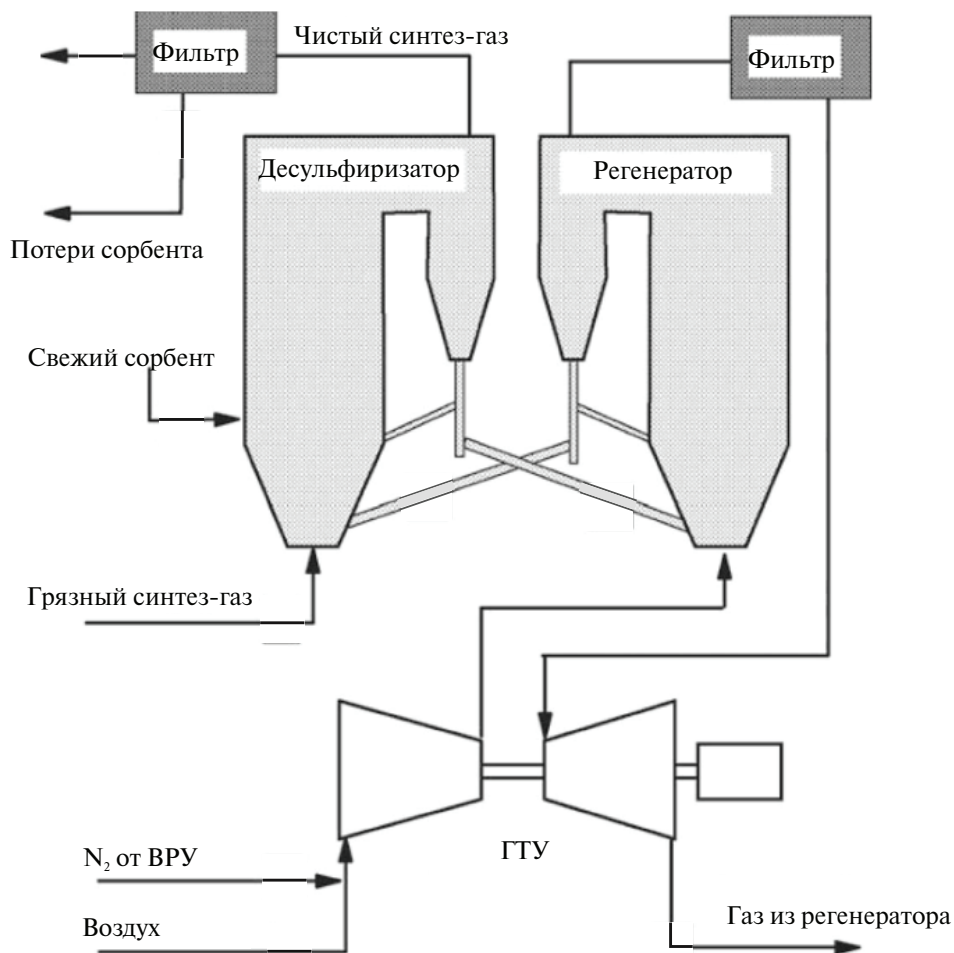 Чистый синтез-газ
Фильтр
Фильтр
Десульфиризатор
Регенератор
Потери сорбента
Свежий сорбент
Грязный синтез-газ
N₂ от ВРУ
ГТУ
Воздух
Газ из регенератора